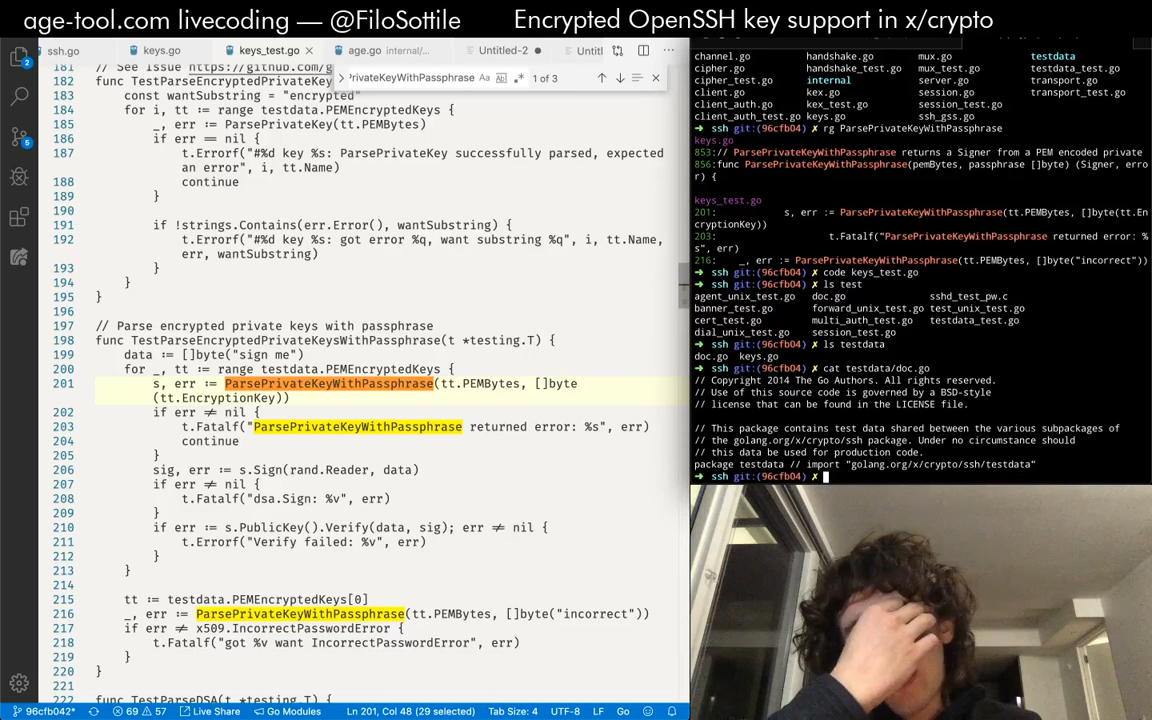 age-tool.com livecoding — @FiloSottile
Encrypted OpenSSH key support in x/crypto
ssh.go
keys.go
keys_test.go
age.go internal/...
Untitled-2
Untitl
rivateKeyWithPassphrase
1 of 3
181 // See issue https://github.com/g
182 func TestParseEncryptedPrivateKey
183 const wantSubstring = "encrypted"
184 for i, tt := range testdata.PEMEncryptedKeys {
185 _, err := ParsePrivateKey(tt.PEMBytes)
186 if err == nil {
187 t.Errorf("#%d key %s: ParsePrivateKey successfully parsed, expected
an error", i, tt.Name)
188 continue
189 }
190
191 if !strings.Contains(err.Error(), wantSubstring) {
192 t.Errorf("#%d key %s: got error %q, want substring %q", i, tt.Name,
err, wantSubstring)
193 }
194 }
195 }
196
197 // Parse encrypted private keys with passphrase
198 func TestParseEncryptedPrivateKeysWithPassphrase(t *testing.T) {
199 data := []byte("sign me")
200 for _, tt := range testdata.PEMEncryptedKeys {
201 s, err := ParsePrivateKeyWithPassphrase(tt.PEMBytes, []byte
(tt.EncryptionKey))
202 if err ≠ nil {
203 t.Fatalf("ParsePrivateKeyWithPassphrase returned error: %s", err)
204 continue
205 }
206 sig, err := s.Sign(rand.Reader, data)
207 if err ≠ nil {
208 t.Fatalf("dsa.Sign: %v", err)
209 }
210 if err := s.PublicKey().Verify(data, sig); err ≠ nil {
211 t.Errorf("Verify failed: %v", err)
212 }
213 }
214
215 tt := testdata.PEMEncryptedKeys[0]
216 _, err := ParsePrivateKeyWithPassphrase(tt.PEMBytes, []byte("incorrect"))
217 if err ≠ x509.IncorrectPasswordError {
218 t.Fatalf("got %v want IncorrectPasswordError", err)
219 }
220 }
221
222 func TestParseDSA(t *testing.T) {
channel.go handshake.go mux.go testdata
cipher.go handshake_test.go mux_test.go testdata_test.go
cipher_test.go internal server.go transport.go
client.go kex.go session.go transport_test.go
client_auth.go kex_test.go session_test.go
client_auth_test.go keys.go ssh_gss.go
➜ ssh git:(96cfb04) ✗ rg ParsePrivateKeyWithPassphrase
keys.go
853:// ParsePrivateKeyWithPassphrase returns a Signer from a PEM encoded private
856:func ParsePrivateKeyWithPassphrase(pemBytes, passphrase []byte) (Signer, erro
r) {
keys_test.go
201: s, err := ParsePrivateKeyWithPassphrase(tt.PEMBytes, []byte(tt.En
cryptionKey))
203: t.Fatalf("ParsePrivateKeyWithPassphrase returned error: %
s", err)
216: _, err := ParsePrivateKeyWithPassphrase(tt.PEMBytes, []byte("incorrect"))
➜ ssh git:(96cfb04) ✗ code keys_test.go
➜ ssh git:(96cfb04) ✗ ls test
agent_unix_test.go doc.go sshd_test_pw.c
banner_test.go forward_unix_test.go test_unix_test.go
cert_test.go multi_auth_test.go testdata_test.go
dial_unix_test.go session_test.go
➜ ssh git:(96cfb04) ✗ ls testdata
doc.go keys.go
➜ ssh git:(96cfb04) ✗ cat testdata/doc.go
// Copyright 2014 The Go Authors. All rights reserved.
// Use of this source code is governed by a BSD-style
// license that can be found in the LICENSE file.
// This package contains test data shared between the various subpackages of
// the golang.org/x/crypto/ssh package. Under no circumstance should
// this data be used for production code.
package testdata // import "golang.org/x/crypto/ssh/testdata"
➜ ssh git:(96cfb04) ✗
96cfb042* 69 57 Live Share Go Modules Ln 201, Col 48 (29 selected) Tab Size: 4 UTF-8 LF Go